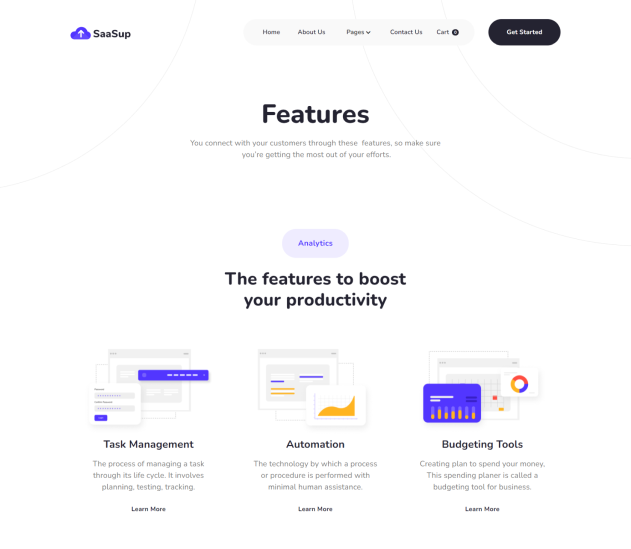 SaaSup
Home About Us Pages Contact Us Cart 0
Get Started
Features
You connect with your customers through these features, so make sure
you're getting the most out of your efforts.
Analytics
The features to boost
your productivity
Task Management
The process of managing a task
through its life cycle. It involves
planning, testing, tracking.
Learn More
Automation
The technology by which a process
or procedure is performed with
minimal human assistance.
Learn More
Budgeting Tools
Creating plan to spend your money,
This spending planer is called a
budgeting tool for business.
Learn More